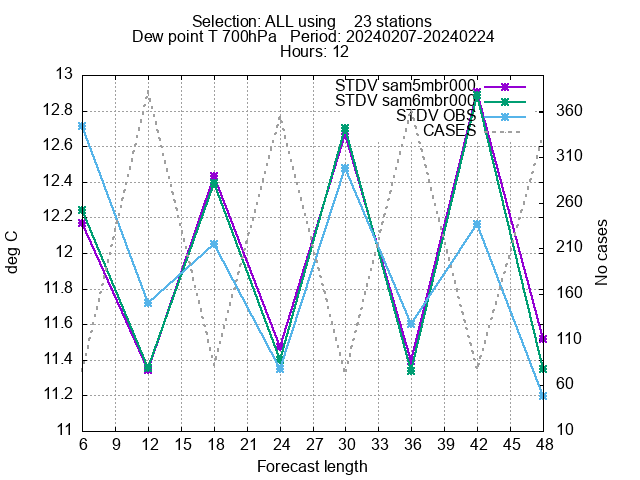 Selection: ALL using    23 stations
Dew point T 700hPa   Period: 20240207-20240224
Hours: 12
STDV sam5mbr000
STDV sam6mbr000
STDV OBS
CASES
13
12.8
12.6
12.4
12.2
12
11.8
11.6
11.4
11.2
11
deg C
360
310
260
210
160
110
60
10
No cases
6 9 12 15 18 21 24 27 30 33 36 39 42 45 48
Forecast length